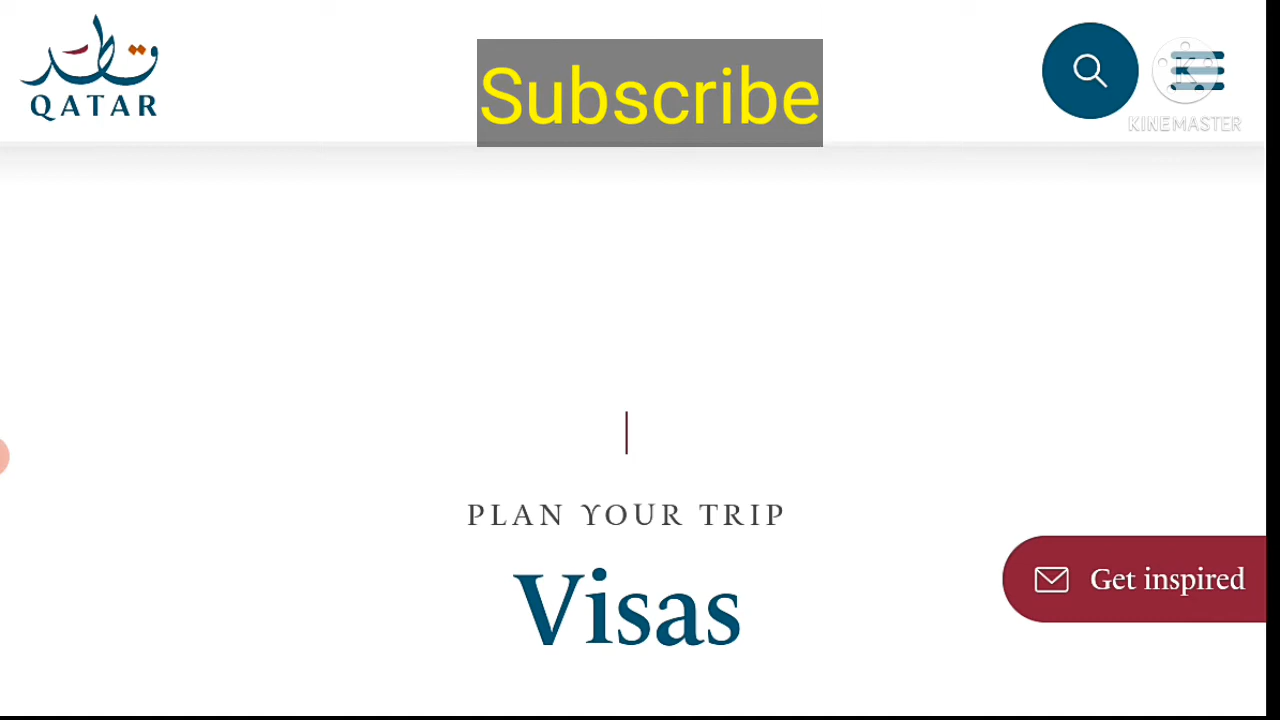 قطر
QATAR
Subscribe
KINEMASTER
PLAN YOUR TRIP
Visas
Get inspired